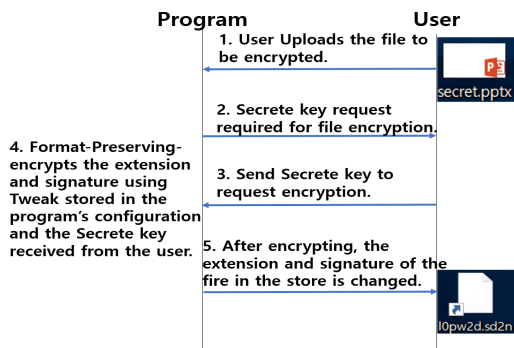 Program
User
1. User Uploads the file to
be encrypted.
secret.pptx
2. Secrete key request
required for file encryption.
3. Send Secrete key to
request encryption.
4. Format-Preserving-
encrypts the extension
and signature using
Tweak stored in the
program's configuration
and the Secrete key
received from the user.
5. After encrypting, the
extension and signature of the
fire in the store is changed.
l0pw2d.sd2n